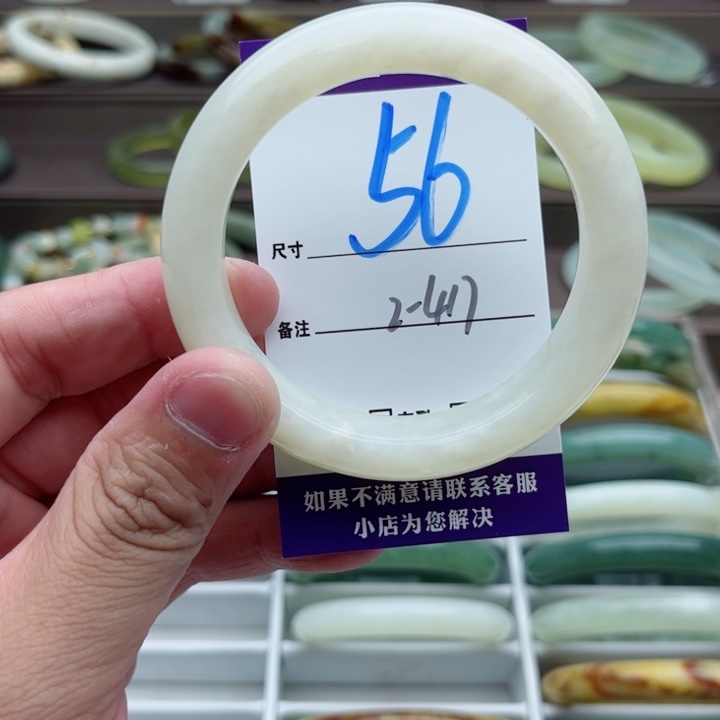 尺寸 56
备注 2-417
如果不满意请联系客服
小店为您解决